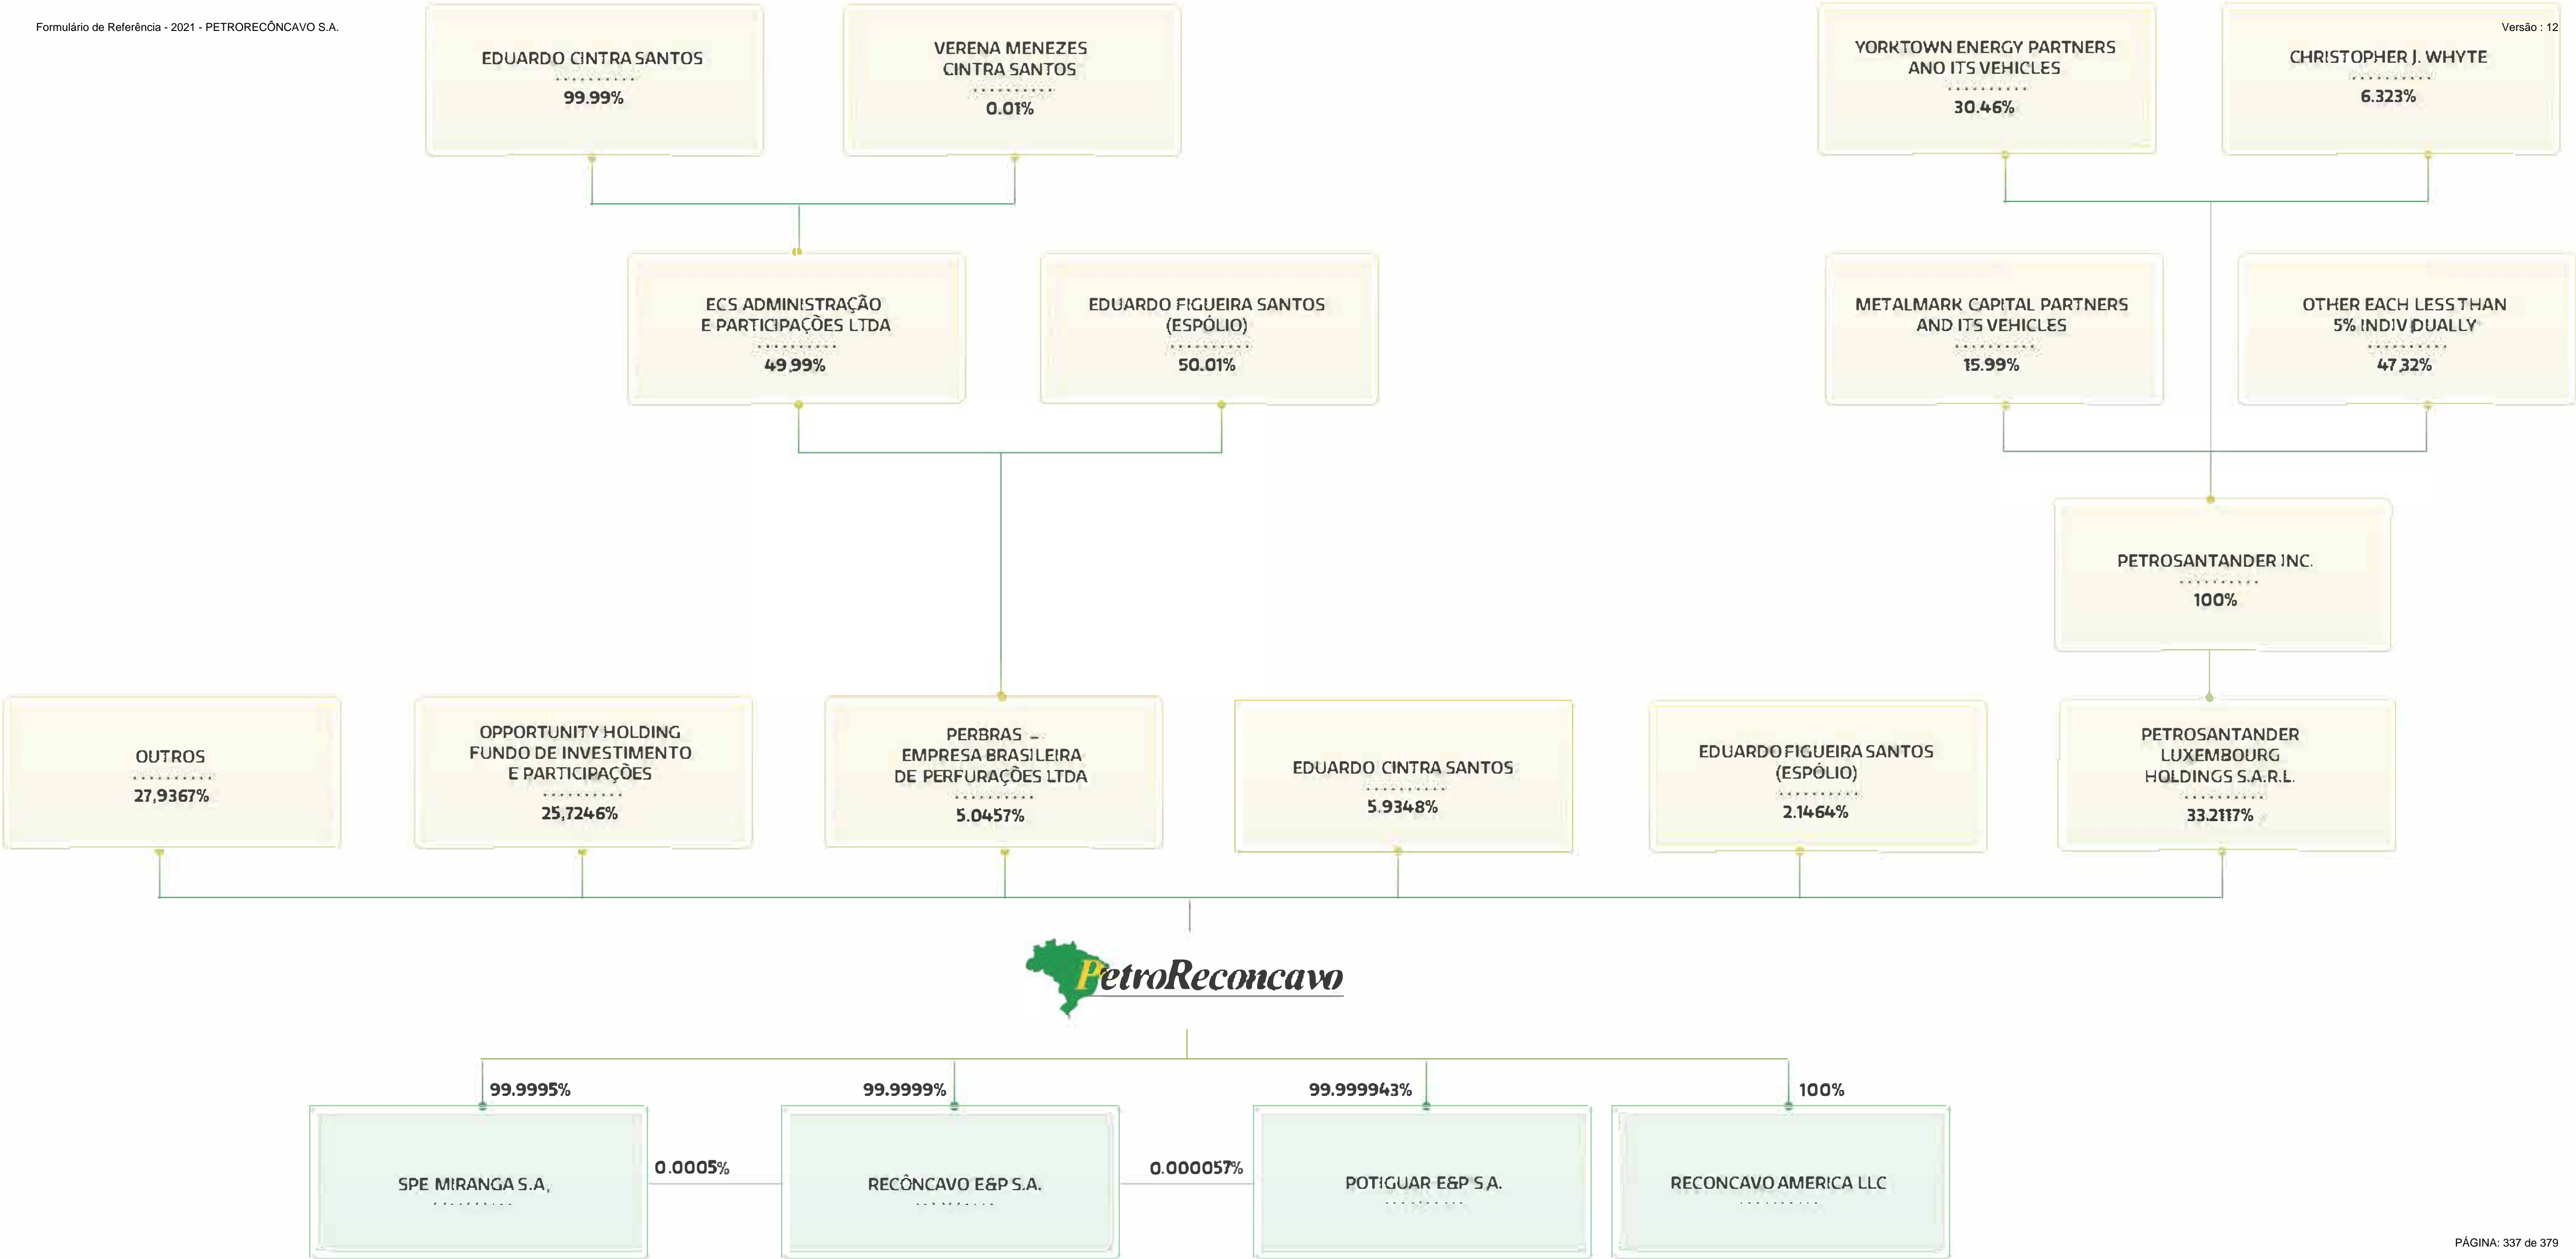 Formulário de Referência - 2021 - PETRORECÔNCAVO S.A.
Versão : 12
EDUARDO CINTRA SANTOS
99.99%
VERENA MENEZES
CINTRA SANTOS
0.01%
YORKTOWN ENERGY PARTNERS
ANO ITS VEHICLES
30.46%
CHRISTOPHER J. WHYTE
6.323%
ECS ADMINISTRAÇÃO
E PARTICIPAÇÕES LTDA
49,99%
EDUARDO FIGUEIRA SANTOS
(ESPÓLIO)
50.01%
METALMARK CAPITAL PARTNERS
AND ITS VEHICLES
15.99%
OTHER EACH LESS THAN
5% INDIVIDUALLY
47,32%
PETROSANTANDER INC.
100%
OUTROS
27,9367%
OPPORTUNITY HOLDING
FUNDO DE INVESTIMENTO
E PARTICIPAÇÕES
25,7246%
PERBRAS –
EMPRESA BRASILEIRA
DE PERFURAÇÕES LTDA
5.0457%
EDUARDO CINTRA SANTOS
5.9348%
EDUARDO FIGUEIRA SANTOS
(ESPÓLIO)
2.1464%
PETROSANTANDER
LUXEMBOURG
HOLDINGS S.A.R.L.
33.2117%
PetroReconcavo
99.9995%
99.9999%
99.999943%
100%
SPE MIRANGA S.A.
0.0005%
RECÔNCAVO E&P S.A.
0.000057%
POTIGUAR E&P S.A.
RECONCAVO AMERICA LLC
PÁGINA: 337 de 379